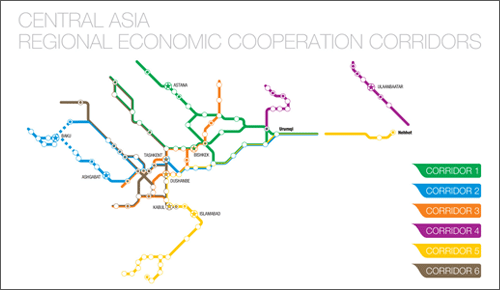 CENTRAL ASIA
REGIONAL ECONOMIC COOPERATION CORRIDORS
ASTANA
ULAANBAATAR
Urumqi
Hohhot
BAKU
TASHKENT
BISHKEK
ASHGABAT
DUSHANBE
KABUL
ISLAMABAD
CORRIDOR 1
CORRIDOR 2
CORRIDOR 3
CORRIDOR 4
CORRIDOR 5
CORRIDOR 6